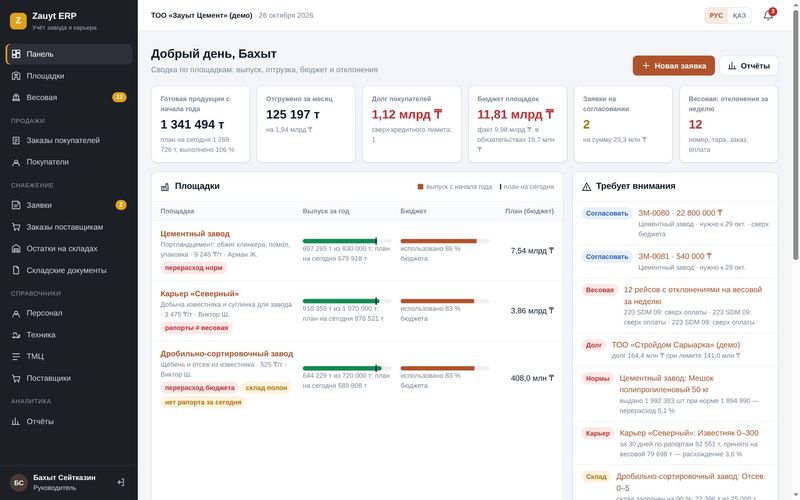 Z
Zauyt ERP
Учёт завода и карьера
Панель
Площадки
Весовая 12
ПРОДАЖИ
Заказы покупателей
Покупатели
СНАБЖЕНИЕ
Заявки 2
Заказы поставщикам
Остатки на складах
Складские документы
СПРАВОЧНИКИ
Персонал
Техника
ТМЦ
Поставщики
АНАЛИТИКА
Отчёты
БС
Бахыт Сейтказин
Руководитель
ТОО «Зауыт Цемент» (демо) · 26 октября 2026
РУС ҚАЗ
3
Добрый день, Бахыт
Сводка по площадкам: выпуск, отгрузка, бюджет и отклонения
Новая заявка
Отчёты
Готовая продукция с
начала года
1 341 494 т
план на сегодня 1 269
726 т, выполнено 106 %
Отгружено за месяц
125 197 т
на 1,94 млрд ₸
Долг покупателей
1,12 млрд ₸
сверх кредитного лимита:
1
Бюджет площадок
11,81 млрд ₸
факт 9,98 млрд ₸, в
обязательствах 19,7 млн
₸
Заявки на
согласовании
2
на сумму 23,3 млн ₸
Весовая: отклонения за
неделю
12
номер, тара, заказ,
оплата
Площадки
выпуск с начала года план на сегодня
Площадка Выпуск за год Бюджет План (бюджет)
Цементный завод
Портландцемент: обжиг клинкера, помол,
упаковка · 9 246 ₸/т · Арман Ж.
перерасход норм
697 265 т из 830 000 т; план
на сегодня 679 918 т
использовано 86 %
бюджета
7,54 млрд ₸
Карьер «Северный»
Добыча известняка и суглинка для завода
· 3 475 ₸/т · Виктор Ш.
рапорты ≠ весовая
918 359 т из 1 070 000 т;
план на сегодня 876 521 т
использовано 83 %
бюджета
3,86 млрд ₸
Дробильно-сортировочный завод
Щебень и отсев из известняка · 525 ₸/т ·
Виктор Ш.
перерасход бюджета склад полон
нет рапорта за сегодня
644 229 т из 720 000 т; план
на сегодня 589 808 т
использовано 83 %
бюджета
408,0 млн ₸
Требует внимания
Согласовать ЗМ-0080 · 22 800 000 ₸
Цементный завод · нужно к 29 окт. · сверх
бюджета
Согласовать ЗМ-0081 · 540 000 ₸
Цементный завод · нужно к 29 окт.
Весовая 12 рейсов с отклонениями на весовой
за неделю
220 SDM 09: сверх оплаты · 223 SDM 09:
сверх оплаты · 223 SDM 09: сверх оплаты
Долг ТОО «Стройдом Сарыарка» (демо)
долг 164,4 млн ₸ при лимите 141,0 млн ₸
Нормы Цементный завод: Мешок
полипропиленовый 50 кг
выдано 1 992 383 шт при норме 1 894 990 —
перерасход 5,1 %
Карьер Карьер «Северный»: Известняк 0–300
за 30 дней по рапортам 82 551 т, принято на
весовой 79 698 т — расхождение 3,6 %
Склад Дробильно-сортировочный завод: Отсев
0–5
склад заполнен на 90 %: 22 396 т из 25 000 т